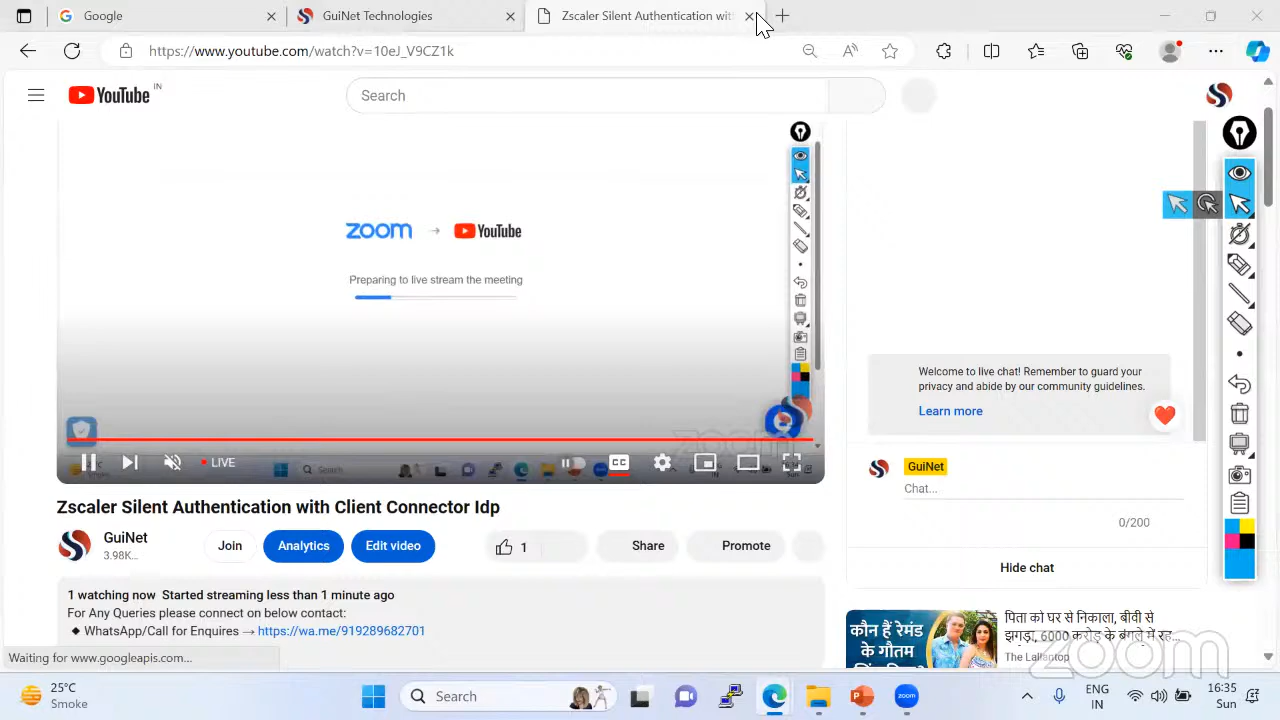 Google
GuiNet Technologies
Zscaler Silent Authentication wit
https://www.youtube.com/watch?v=10eJ_V9CZ1k
YouTube IN
Search
zoom → YouTube
Preparing to live stream the meeting
Welcome to live chat! Remember to guard your
privacy and abide by our community guidelines.
Learn more
LIVE
Search
CC
GuiNet
Chat...
0/200
Zscaler Silent Authentication with Client Connector Idp
GuiNet
3.98K...
Join
Analytics
Edit video
1
Share
Promote
Hide chat
1 watching now Started streaming less than 1 minute ago
For Any Queries please connect on below contact:
◆ WhatsApp/Call for Enquires → https://wa.me/919289682701
कौन हैं रेमंड
के गौतम
पिता को घर से निकाला, बीवी से
झगड़ा, 6000 करोड़ के बंगले में रह...
The Lallantop
zoom
Waiting for www.googleapis.com...
25°C
Smoke
Search
zoom
ENG
IN
16:35
Sun